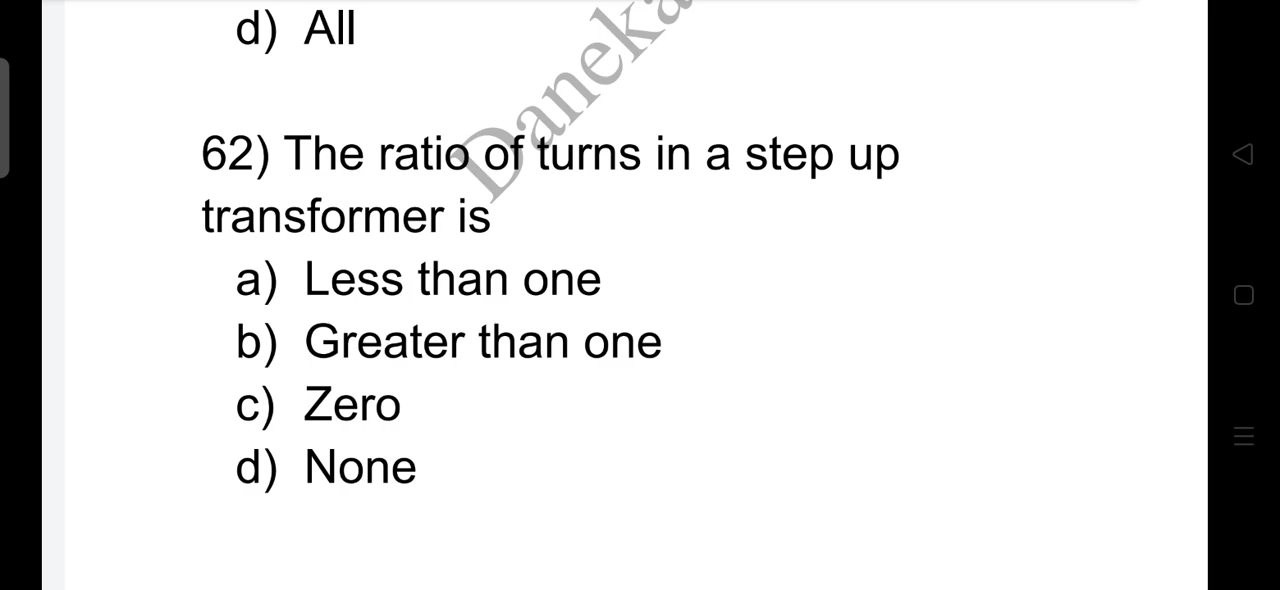 d) All
Daneka
62) The ratio of turns in a step up
transformer is
a) Less than one
b) Greater than one
c) Zero
d) None